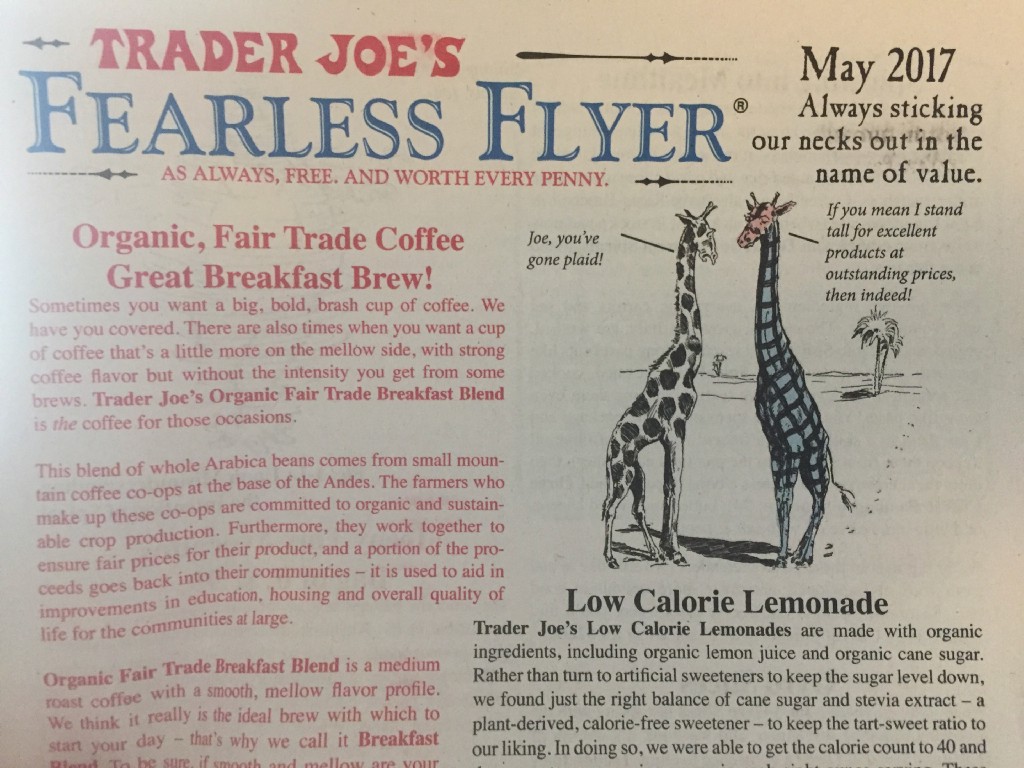 TRADER JOE'S
FEARLESS FLYER®
AS ALWAYS, FREE. AND WORTH EVERY PENNY.
May 2017
Always sticking
our necks out in the
name of value.
Joe, you've
gone plaid!
If you mean I stand
tall for excellent
products at
outstanding prices,
then indeed!
Organic, Fair Trade Coffee
Great Breakfast Brew!
Sometimes you want a big, bold, brash cup of coffee. We
have you covered. There are also times when you want a cup
of coffee that's a little more on the mellow side, with strong
coffee flavor but without the intensity you get from some
brews. Trader Joe's Organic Fair Trade Breakfast Blend
is the coffee for those occasions.
This blend of whole Arabica beans comes from small moun-
tain coffee co-ops at the base of the Andes. The farmers who
make up these co-ops are committed to organic and sustain-
able crop production. Furthermore, they work together to
ensure fair prices for their product, and a portion of the pro-
ceeds goes back into their communities – it is used to aid in
improvements in education, housing and overall quality of
life for the communities at large.
Organic Fair Trade Breakfast Blend is a medium
roast coffee with a smooth, mellow flavor profile.
We think it really is the ideal brew with which to
start your day – that's why we call it Breakfast
Blend. To be sure, if smooth and mellow are your
Low Calorie Lemonade
Trader Joe's Low Calorie Lemonades are made with organic
ingredients, including organic lemon juice and organic cane sugar.
Rather than turn to artificial sweeteners to keep the sugar level down,
we found just the right balance of cane sugar and stevia extract – a
plant-derived, calorie-free sweetener – to keep the tart-sweet ratio to
our liking. In doing so, we were able to get the calorie count to 40 and